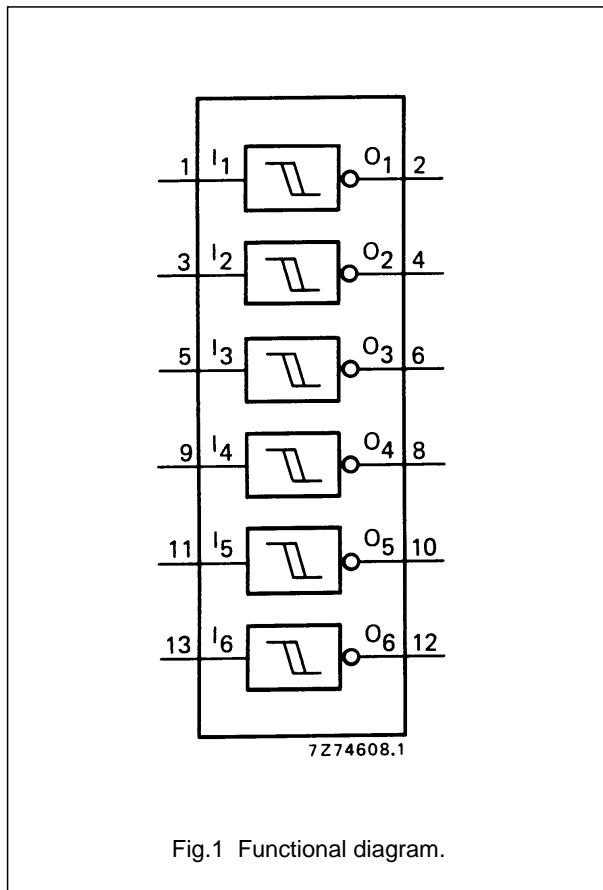 1 I1 O1 2
3 I2 O2 4
5 I3 O3 6
9 I4 O4 8
11 I5 O5 10
13 I6 O6 12
7Z74608.1
Fig.1 Functional diagram.